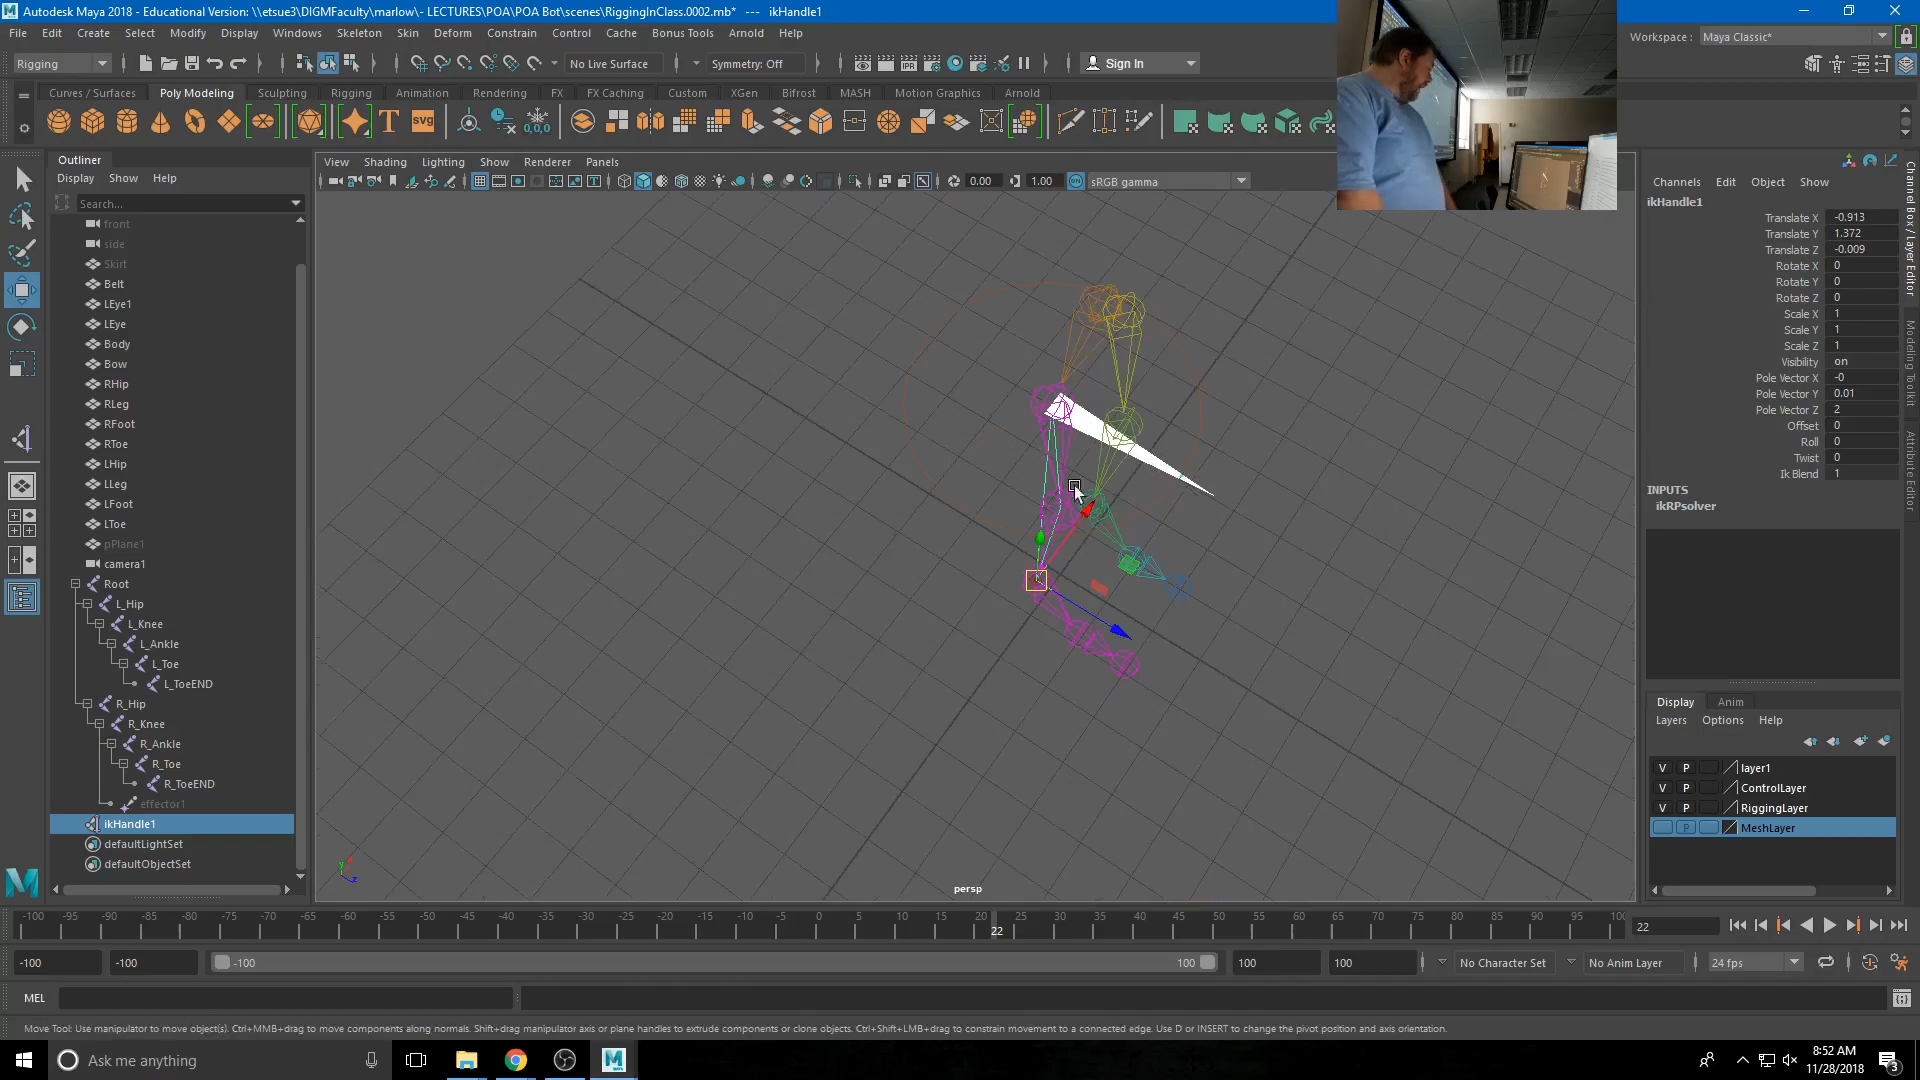 Autodesk Maya 2018 - Educational Version: \\etsue3\DIGMFaculty\marlow\- LECTURES\POA\POA Bot\scenes\RiggingInClass.0002.mb* --- ikHandle1
File Edit Create Select Modify Display Windows Skeleton Skin Deform Constrain Control Cache Bonus Tools Arnold Help
Workspace : Maya Classic*
Rigging
No Live Surface
Symmetry: Off
Sign In
Curves / Surfaces Poly Modeling Sculpting Rigging Animation Rendering FX FX Caching Custom XGen Bifrost MASH Motion Graphics Arnold
T
svg
0,0,0
IPR
Outliner
Display Show Help
Search...
front
side
Skirt
Belt
LEye1
LEye
Body
Bow
RHip
RLeg
RFoot
RToe
LHip
LLeg
LFoot
LToe
pPlane1
camera1
Root
L_Hip
L_Knee
L_Ankle
L_Toe
L_ToeEND
R_Hip
R_Knee
R_Ankle
R_Toe
R_ToeEND
effector1
ikHandle1
defaultLightSet
defaultObjectSet
View Shading Lighting Show Renderer Panels
0.00
1.00
sRGB gamma
persp
y
z
Channels Edit Object Show
ikHandle1
Translate X -0.913
Translate Y 1.372
Translate Z -0.009
Rotate X 0
Rotate Y 0
Rotate Z 0
Scale X 1
Scale Y 1
Scale Z 1
Visibility on
Pole Vector X -0
Pole Vector Y 0.01
Pole Vector Z 2
Offset 0
Roll 0
Twist 0
Ik Blend 1
INPUTS
ikRPsolver
Channel Box / Layer Editor
Modeling Toolkit
Attribute Editor
Display Anim
Layers Options Help
V P layer1
V P ControlLayer
V P RiggingLayer
P MeshLayer
-100 -95 -90 -85 -80 -75 -70 -65 -60 -55 -50 -45 -40 -35 -30 -25 -20 -15 -10 -5 0 5 10 15 20 25 30 35 40 45 50 55 60 65 70 75 80 85 90 95 100
22
22
-100
-100
-100
100
100
100
No Character Set
No Anim Layer
24 fps
MEL
Move Tool: Use manipulator to move object(s). Ctrl+MMB+drag to move components along normals. Shift+drag manipulator axis or plane handles to extrude components or clone objects. Ctrl+Shift+LMB+drag to constrain movement to a connected edge. Use D or INSERT to change the pivot position and axis orientation.
Ask me anything
8:52 AM
11/28/2018
3